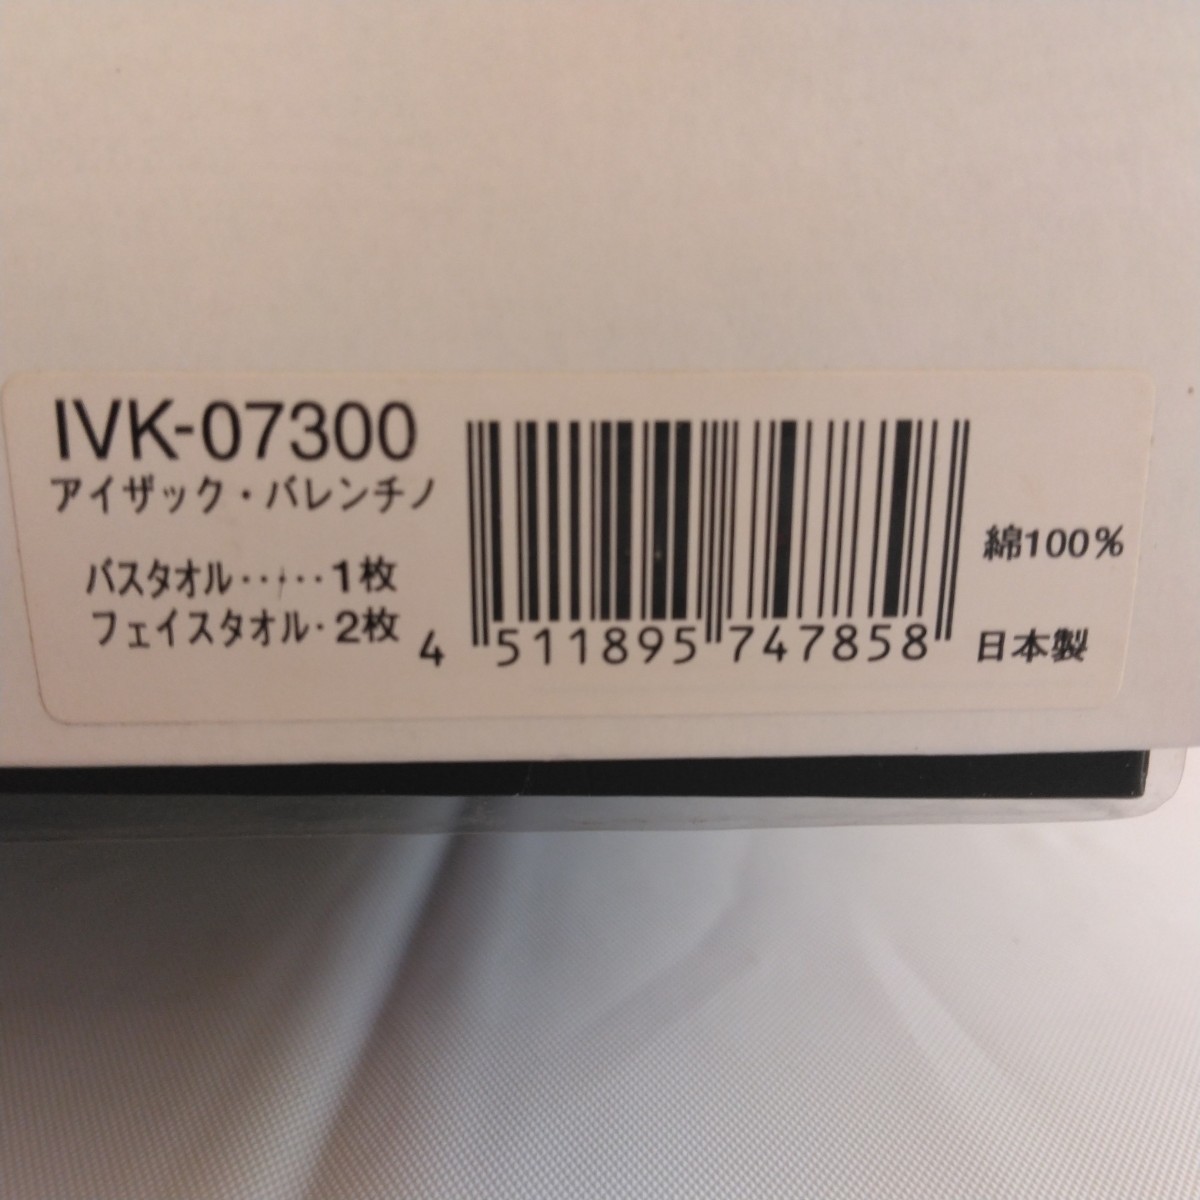 IVK-07300
アイザック・バレンチノ
バスタオル‥‥‥1枚
フェイスタオル・2枚
4 511895 747858
綿100%
日本製